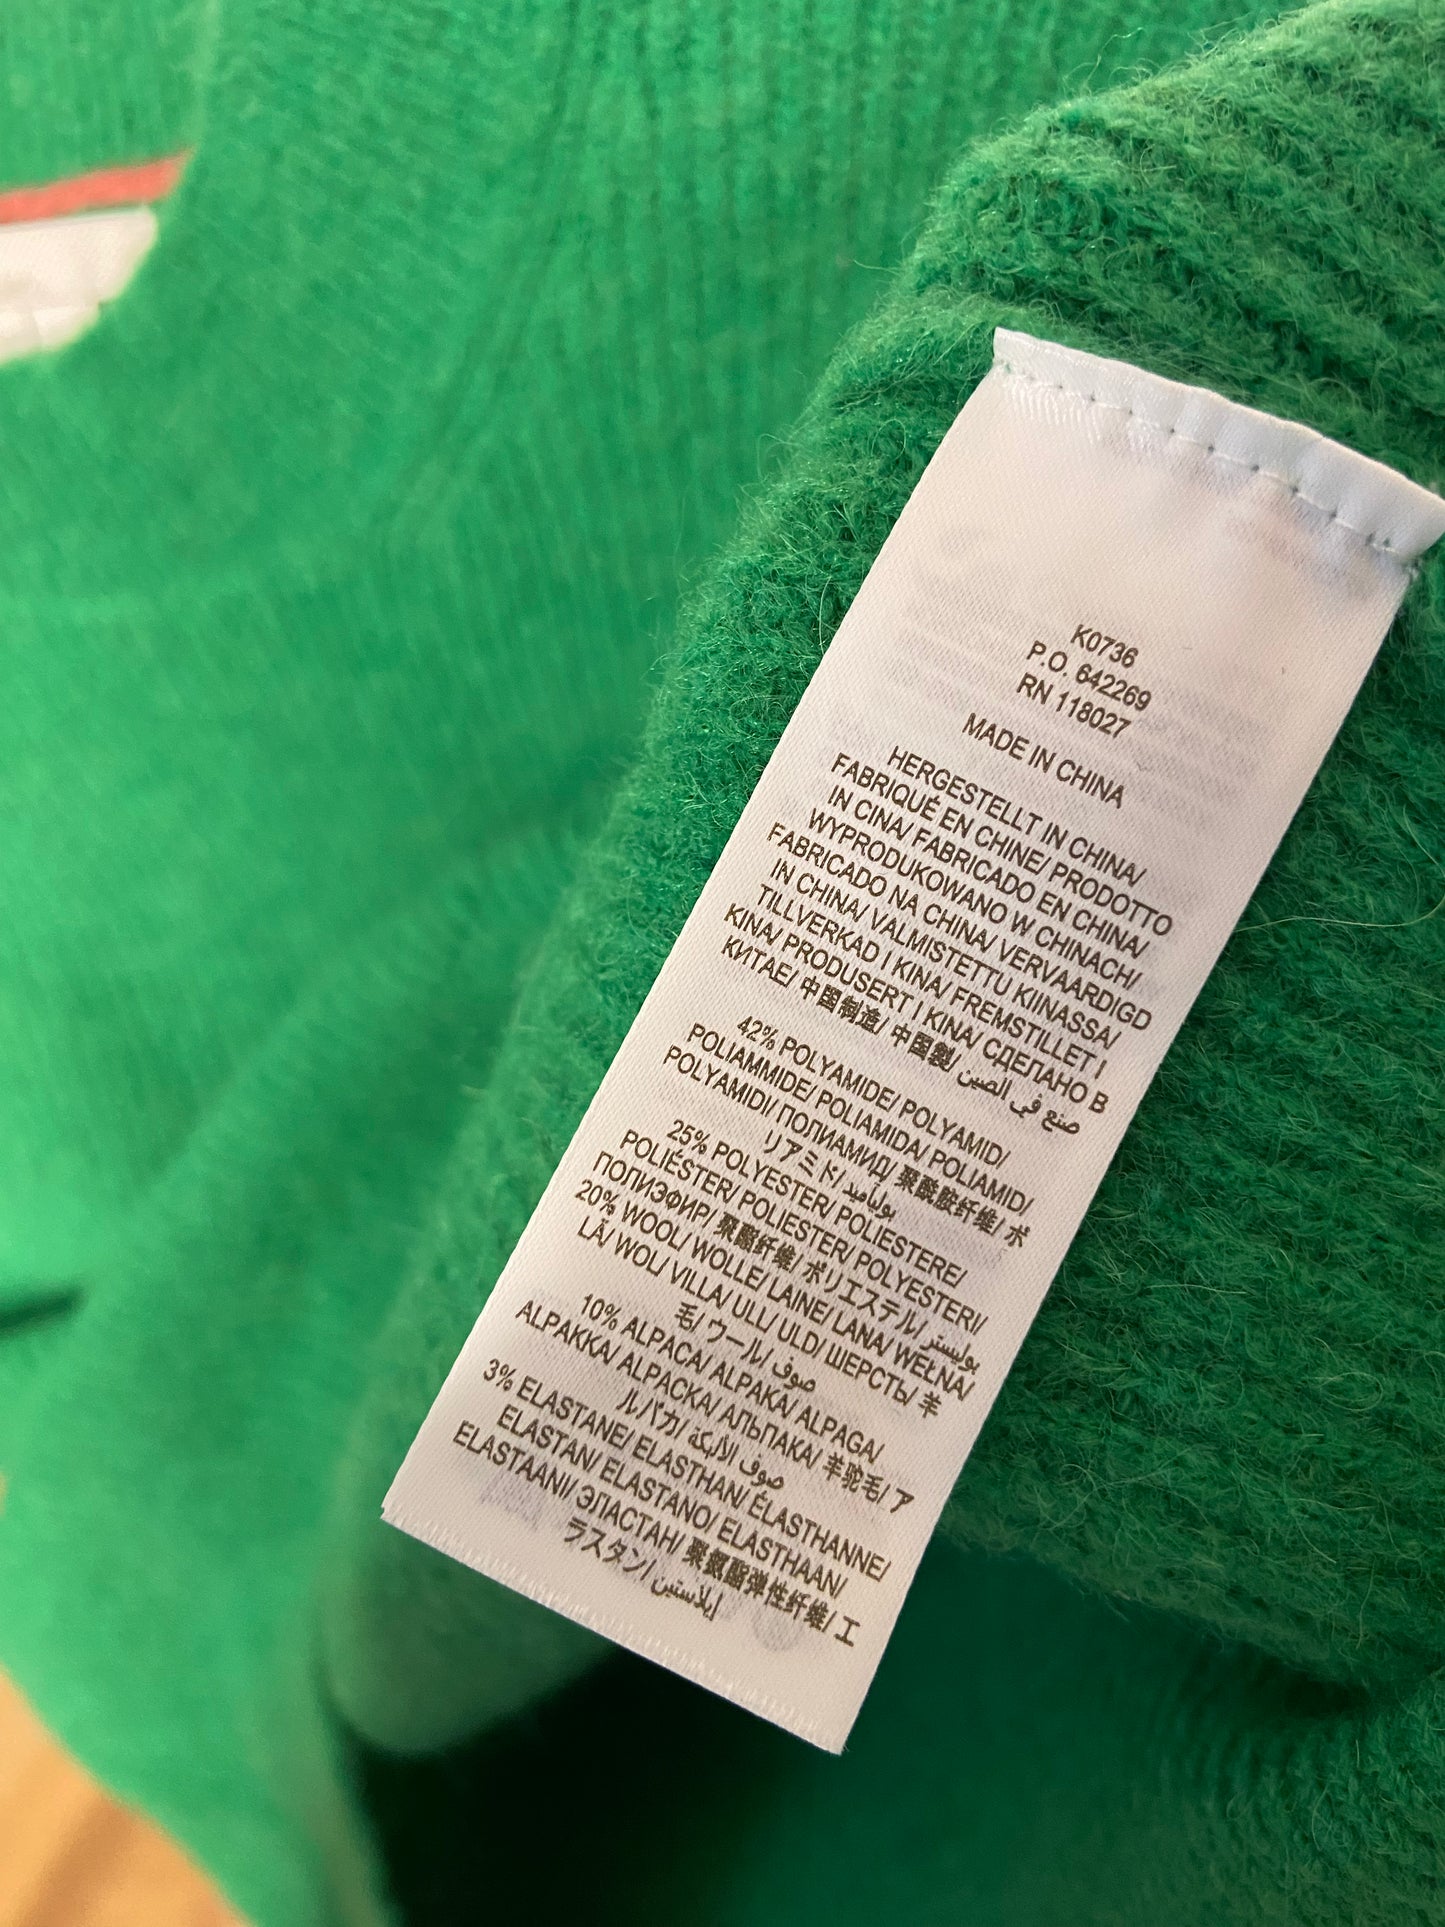 K0736
P.O. 642269
RN 118027
MADE IN CHINA
HERGESTELLT IN CHINA/
FABRIQUÉ EN CHINE/ PRODOTTO
IN CINA/ FABRICADO EN CHINA/
WYPRODUKOWANO W CHINACH/
FABRICADO NA CHINA/ VERVAARDIGD
IN CHINA/ VALMISTETTU KIINASSA/
TILLVERKAD I KINA/ FREMSTILLET I
KINA/ PRODUSERT I KINA/ СДЕЛАНО В
КИТАЕ/ 中国制造/ 中国製/ صنع في الصين
42% POLYAMIDE/ POLYAMID/
POLIAMMIDE/ POLIAMIDA/ POLIAMID/
POLYAMIDI/ ПОЛИАМИД/ 聚酰胺纤维/ ポ
リアミド/ بولياميد
25% POLYESTER/ POLIESTERE/
POLIÉSTER/ POLIESTER/ POLYESTERI/
ПОЛИЭФИР/ 聚酯纤维/ ポリエステル/ بوليستر
20% WOOL/ WOLLE/ LAINE/ LANA/ WEŁNA/
LÃ/ WOL/ VILLA/ ULL/ ULD/ ШЕРСТЬ/ 羊
毛/ ウール/ صوف
10% ALPACA/ ALPAKA/ ALPAGA/
ALPAKKA/ ALPACKA/ АЛЬПАКА/ 羊驼毛/ ア
ルパカ/ صوف الألبكة
3% ELASTANE/ ELASTHAN/ ÉLASTHANNE/
ELASTAN/ ELASTANO/ ELASTHAAN/
ELASTAANI/ ЭЛАСТАН/ 聚氨酯弹性纤维/ エ
ラスタン/ إيلاستين